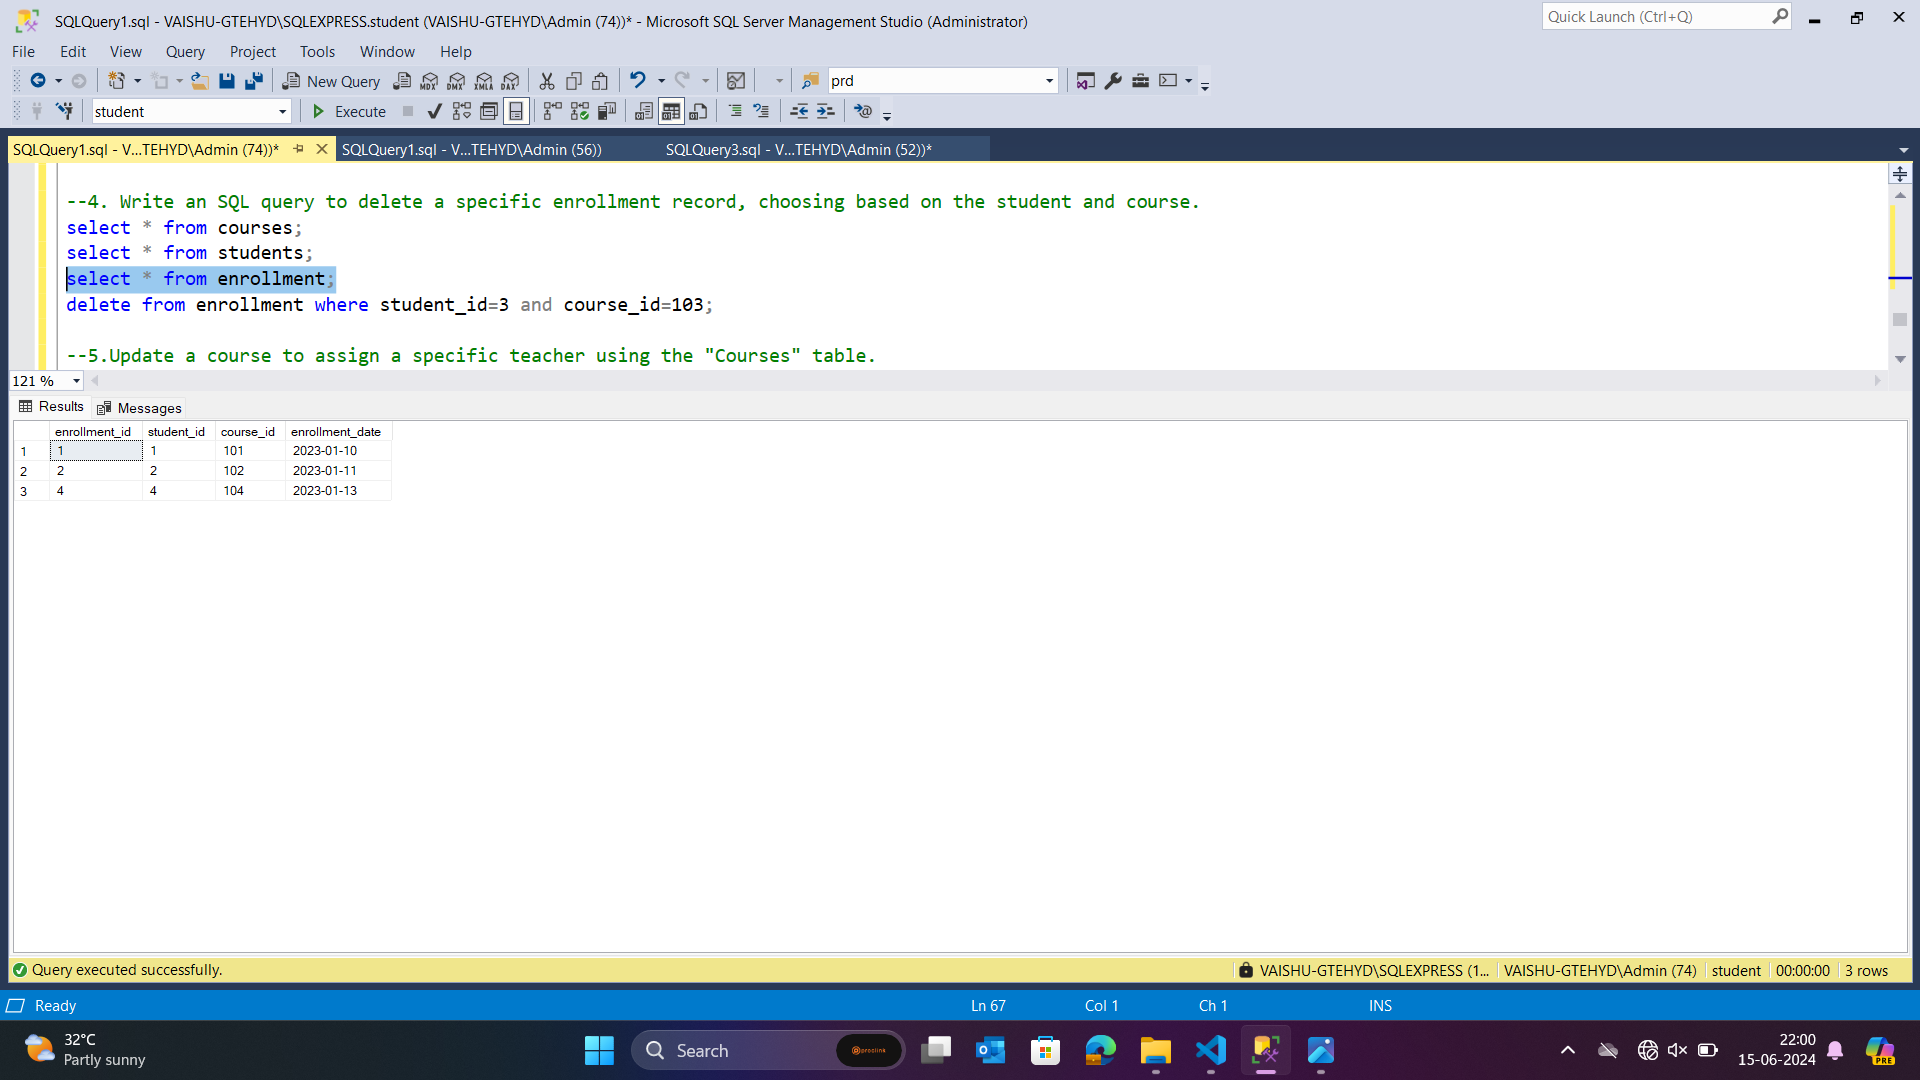 SQLQuery1.sql - VAISHU-GTEHYD\SQLEXPRESS.student (VAISHU-GTEHYD\Admin (74))* - Microsoft SQL Server Management Studio (Administrator)
Quick Launch (Ctrl+Q)
File Edit View Query Project Tools Window Help
New Query MDX DMX XMLA DAX prd
student Execute
SQLQuery1.sql - V...TEHYD\Admin (74))* SQLQuery1.sql - V...TEHYD\Admin (56)) SQLQuery3.sql - V...TEHYD\Admin (52))*
--4. Write an SQL query to delete a specific enrollment record, choosing based on the student and course.
select * from courses;
select * from students;
select * from enrollment;
delete from enrollment where student_id=3 and course_id=103;
--5.Update a course to assign a specific teacher using the "Courses" table.
121 %
Results Messages
enrollment_id student_id course_id enrollment_date
1 1 1 101 2023-01-10
2 2 2 102 2023-01-11
3 4 4 104 2023-01-13
Query executed successfully. VAISHU-GTEHYD\SQLEXPRESS (1... VAISHU-GTEHYD\Admin (74) student 00:00:00 3 rows
Ready Ln 67 Col 1 Ch 1 INS
32°C
Partly sunny
Search proclink
22:00
15-06-2024
PRE